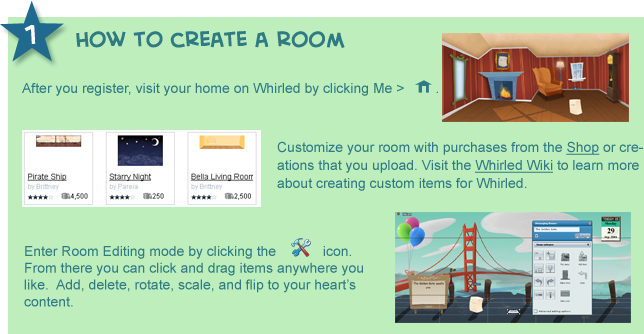 1
HOW TO CREATE A ROOM
After you register, visit your home on Whirled by clicking Me > .
Pirate Ship
by Brittney
4,500
Starry Night
by Pareia
250
Bella Living Room
by Brittney
2,500
Customize your room with purchases from the Shop or cre-
ations that you upload. Visit the Whirled Wiki to learn more
about creating custom items for Whirled.
Enter Room Editing mode by clicking the icon.
From there you can click and drag items anywhere you
like. Add, delete, rotate, scale, and flip to your heart's
content.
29